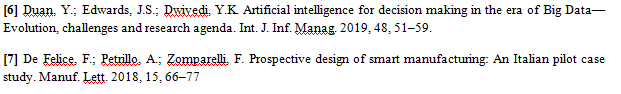 [6] Duan, Y.; Edwards, J.S.; Dwivedi, Y.K. Artificial intelligence for decision making in the era of Big Data—
Evolution, challenges and research agenda. Int. J. Inf. Manag. 2019, 48, 51–59.
[7] De Felice, F.; Petrillo, A.; Zomparelli, F. Prospective design of smart manufacturing: An Italian pilot case
study. Manuf. Lett. 2018, 15, 66–77